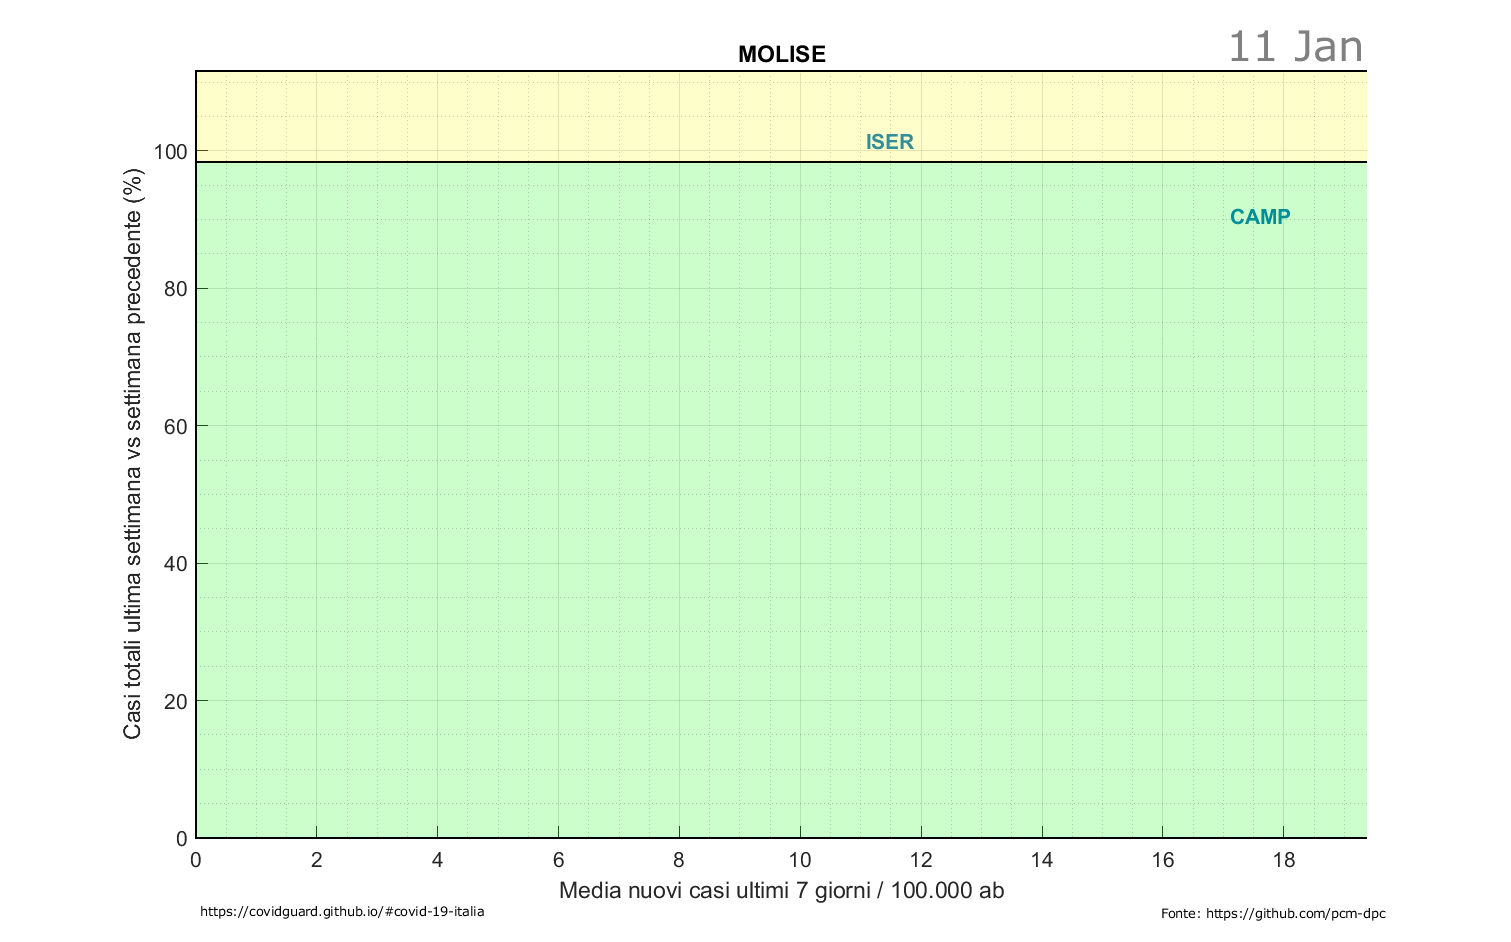 MOLISE
11 Jan
Casi totali ultima settimana vs settimana precedente (%)
100
80
60
40
20
0
ISER
CAMP
0 2 4 6 8 10 12 14 16 18
Media nuovi casi ultimi 7 giorni / 100.000 ab
https://covidguard.github.io/#covid-19-italia
Fonte: https://github.com/pcm-dpc